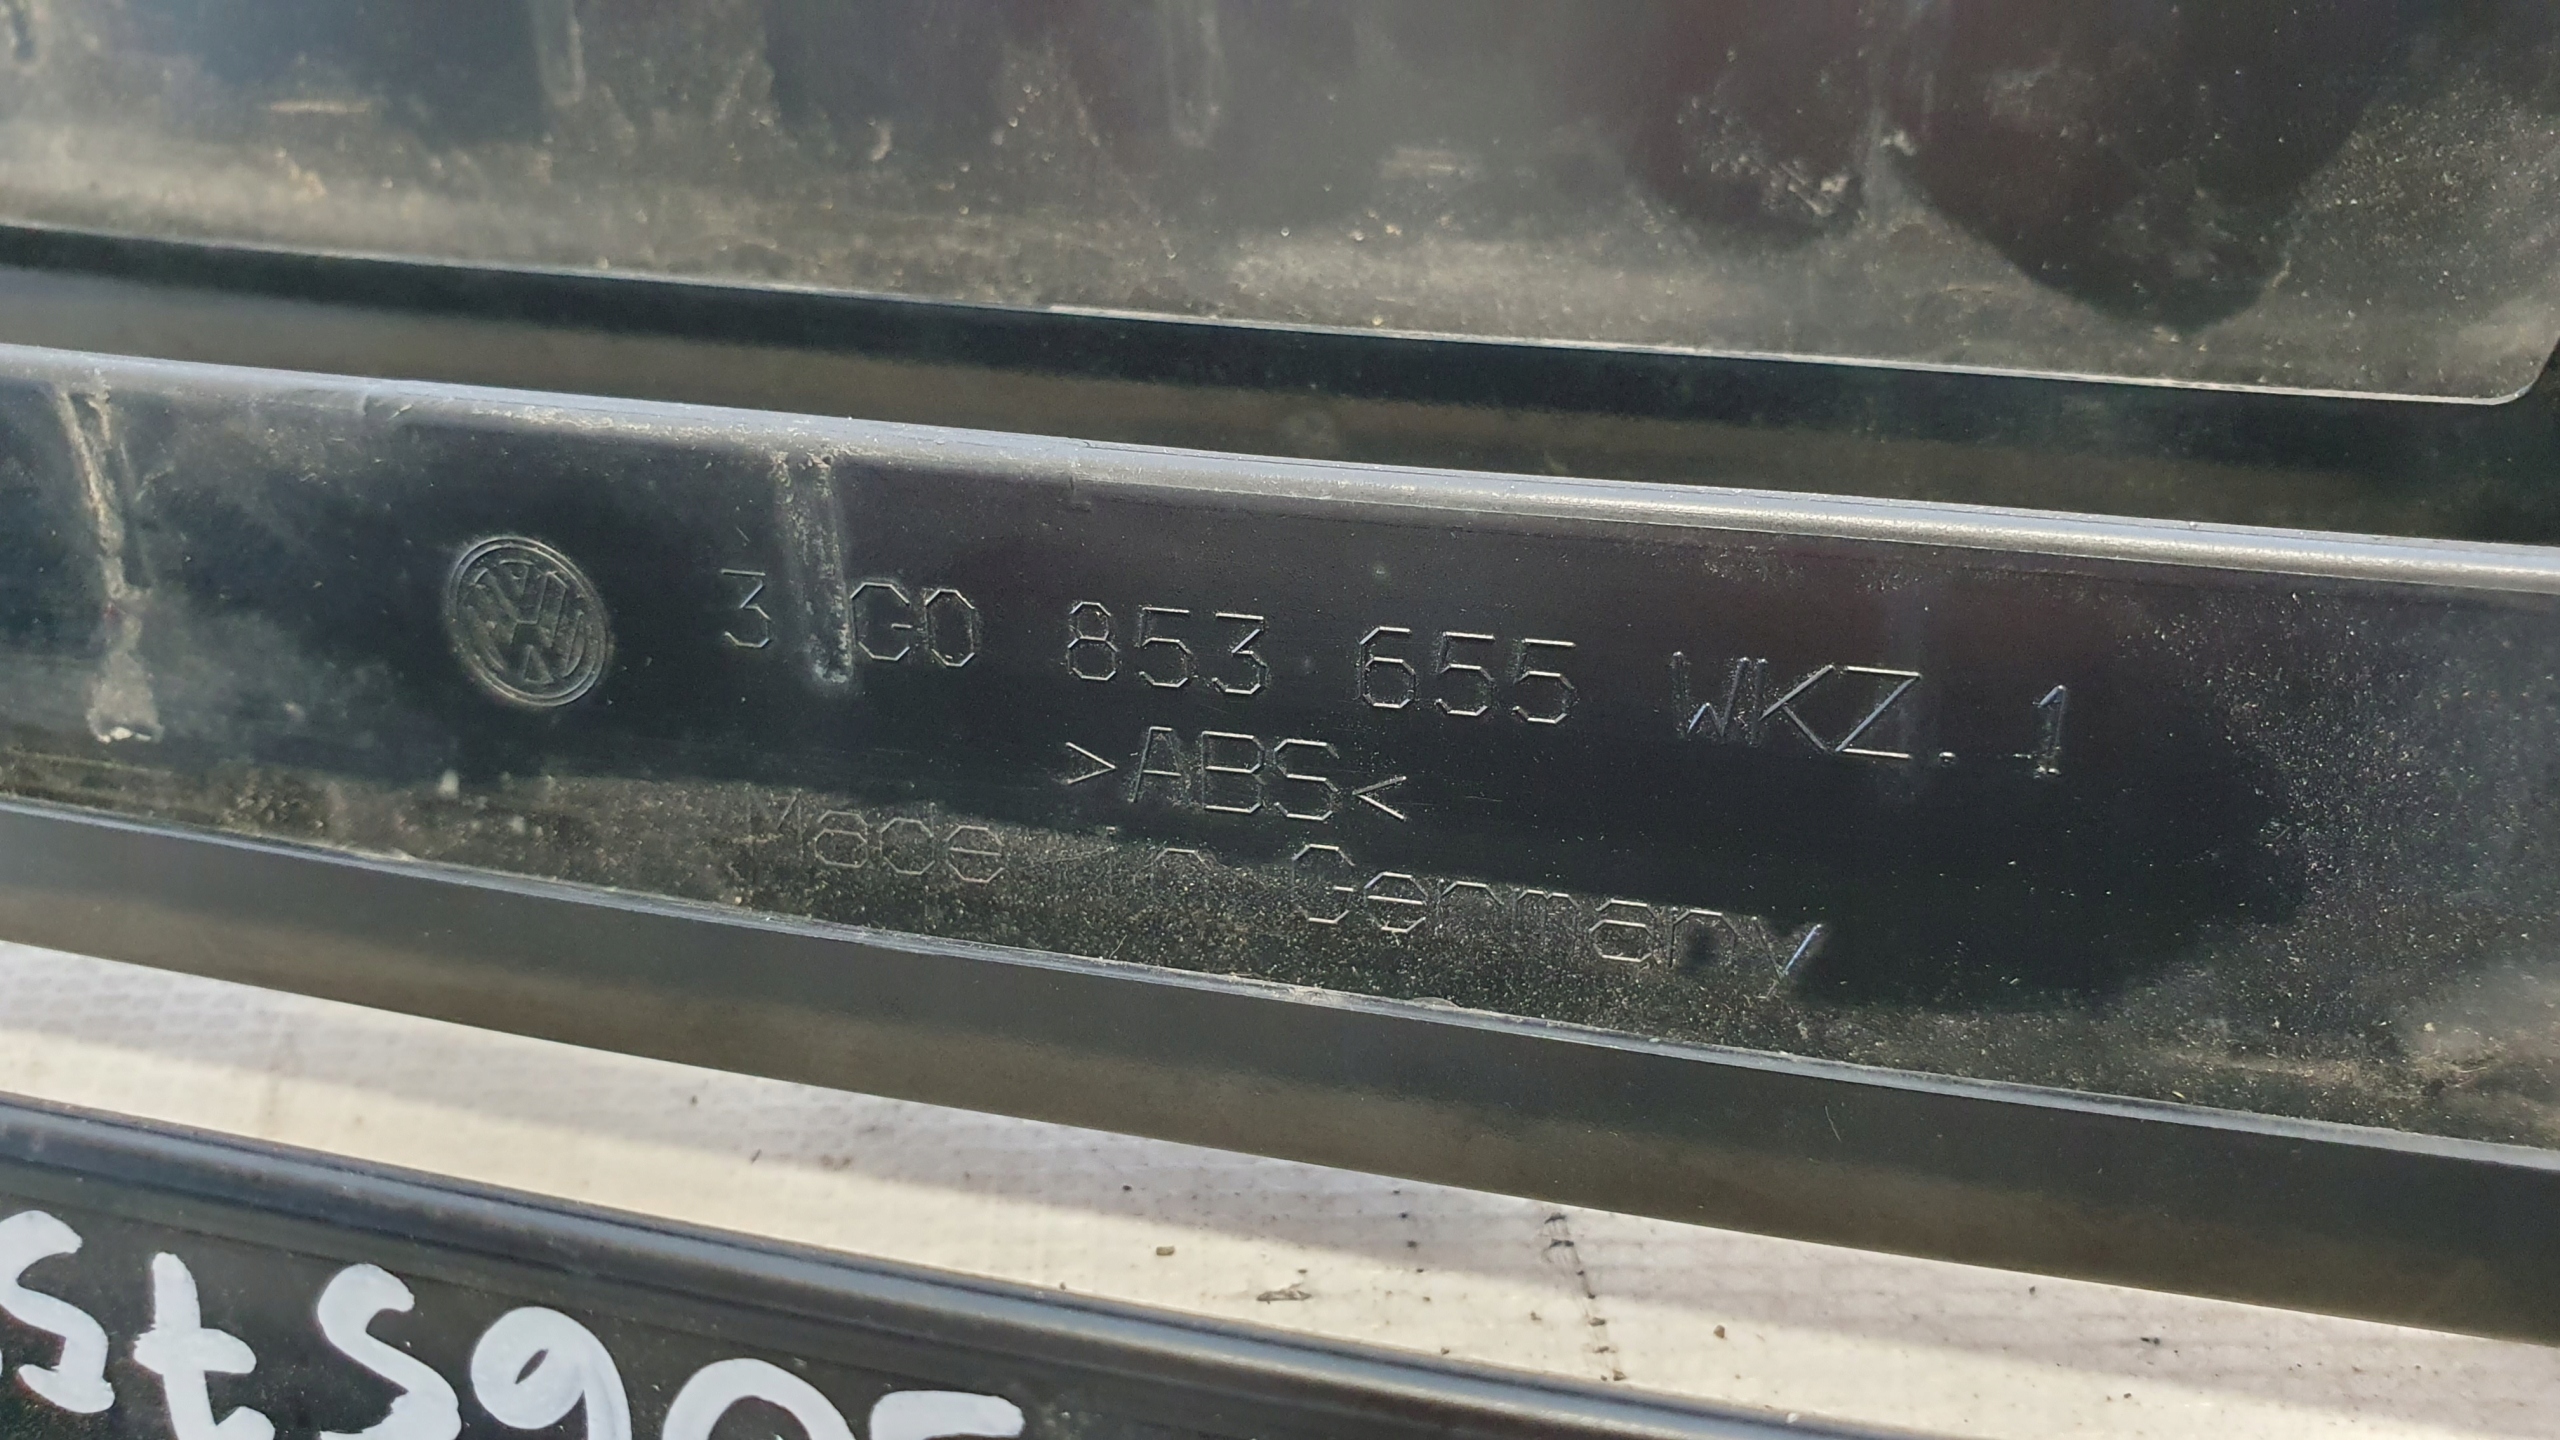 3 G0 853 655 WKZ. 1
>ABS<
Made in Germany